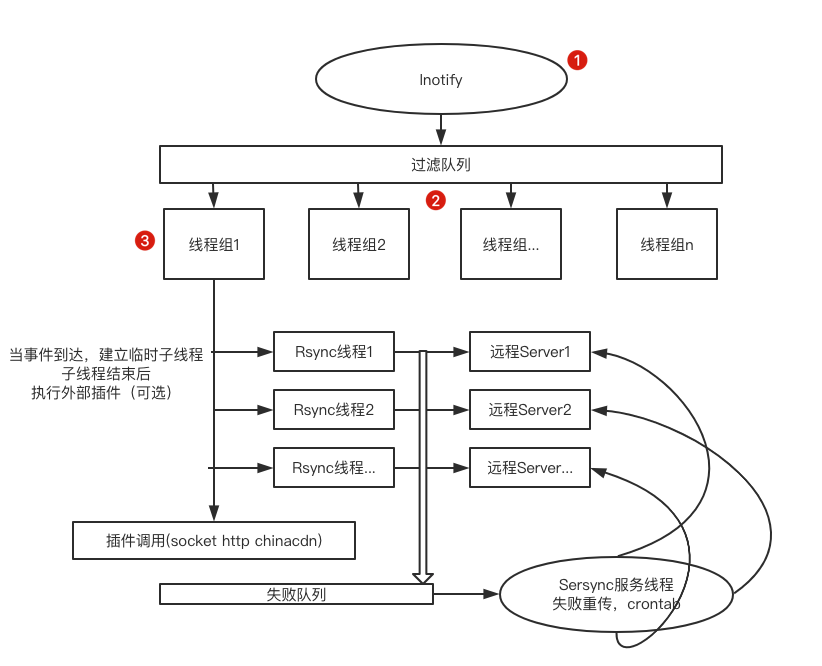 1
Inotify
过滤队列
2
3
线程组1
线程组2
线程组...
线程组n
当事件到达，建立临时子线程
子线程结束后
执行外部插件（可选）
Rsync线程1
远程Server1
Rsync线程2
远程Server2
Rsync线程...
远程Server...
插件调用(socket http chinacdn)
失败队列
Sersync服务线程
失败重传，crontab